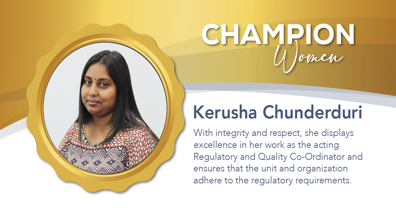 CHAMPION
Women
Kerusha Chunderduri
With integrity and respect, she displays
excellence in her work as the acting
Regulatory and Quality Co-Ordinator and
ensures that the unit and organization
adhere to the regulatory requirements.